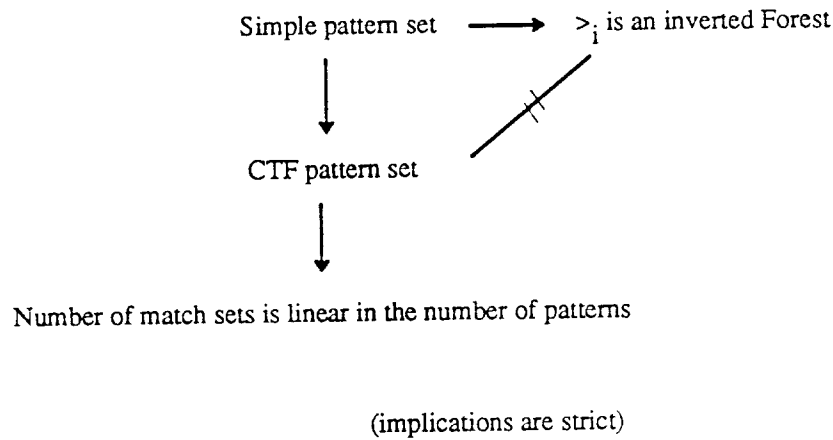 Simple pattern set
>i is an inverted Forest
CTF pattern set
Number of match sets is linear in the number of patterns
(implications are strict)